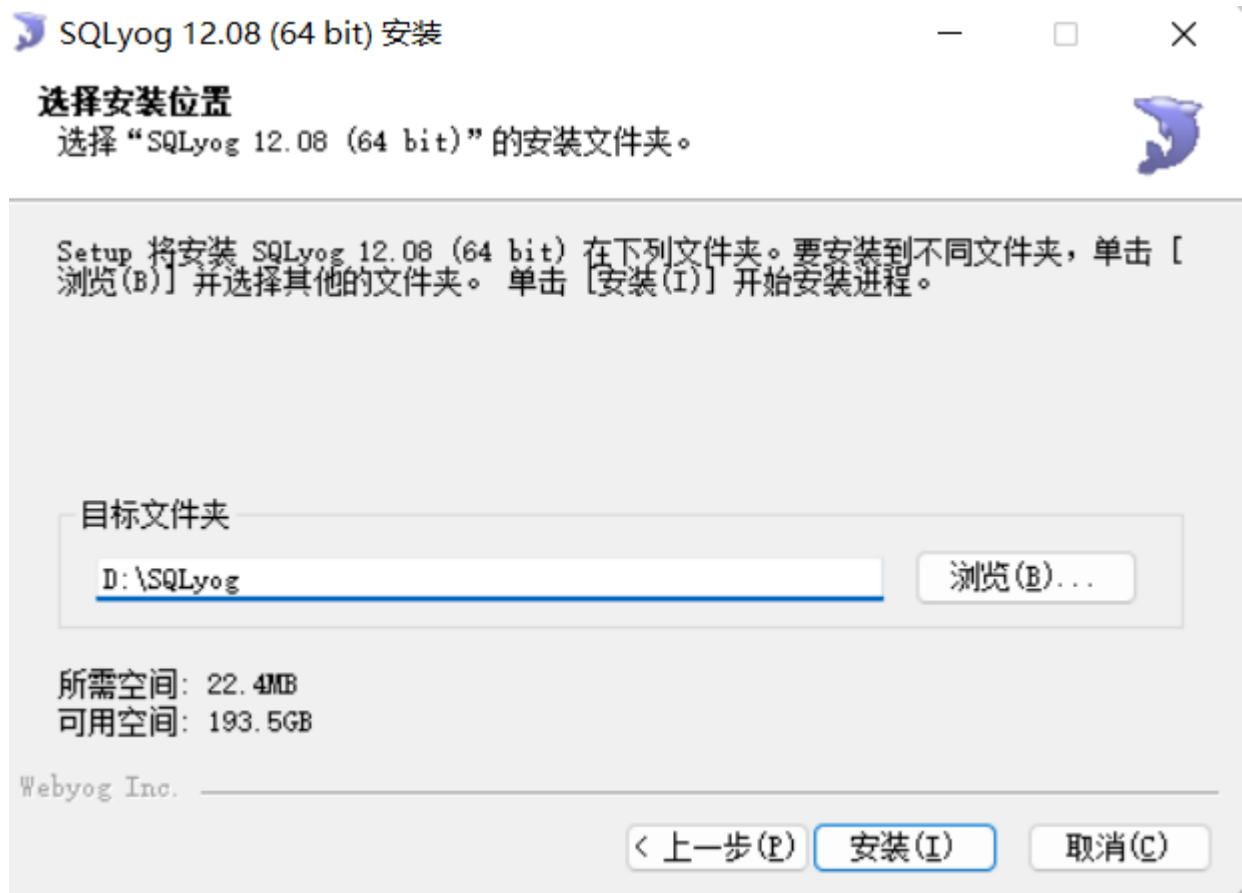 SQLyog 12.08 (64 bit) 安装
选择安装位置
选择“SQLyog 12.08 (64 bit)”的安装文件夹。
Setup 将安装 SQLyog 12.08 (64 bit) 在下列文件夹。要安装到不同文件夹，单击 [
浏览(B)] 并选择其他的文件夹。 单击 [安装(I)] 开始安装进程。
目标文件夹
D:\SQLyog
浏览(B)...
所需空间: 22.4MB
可用空间: 193.5GB
Webyog Inc.
< 上一步(P)
安装(I)
取消(C)